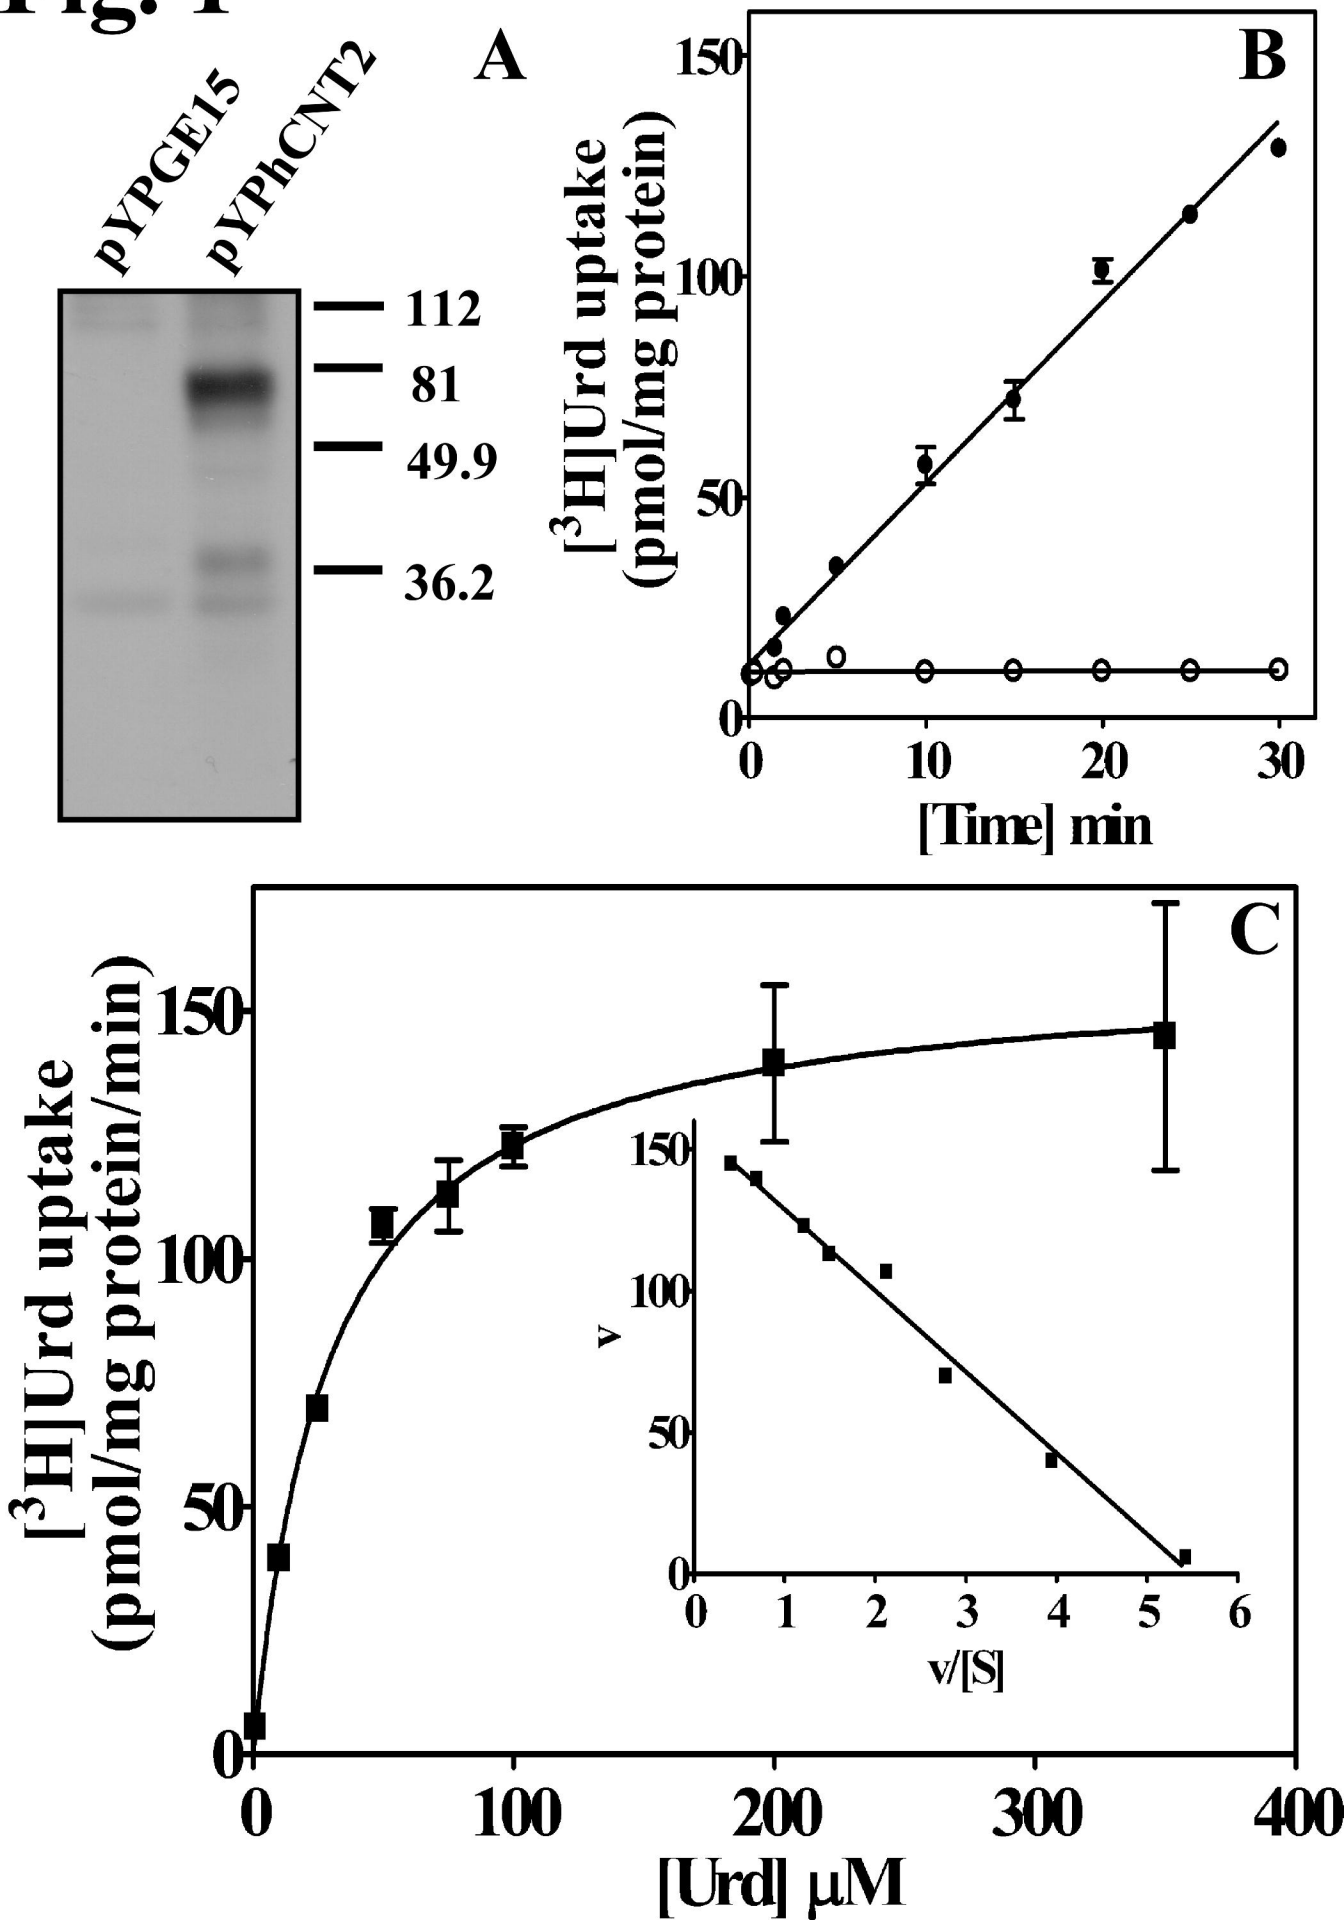 Fig. 1
pYPGE15
pYPhCNT2
A
112
81
49.9
36.2
B
[³H]Urd uptake
(pmol/mg protein)
150
100
50
0
0 10 20 30
[Time] min
C
[³H]Urd uptake
(pmol/mg protein/min)
150
100
50
0
0 100 200 300 400
[Urd] μM
v
150
100
50
0
0 1 2 3 4 5 6
v/[S]